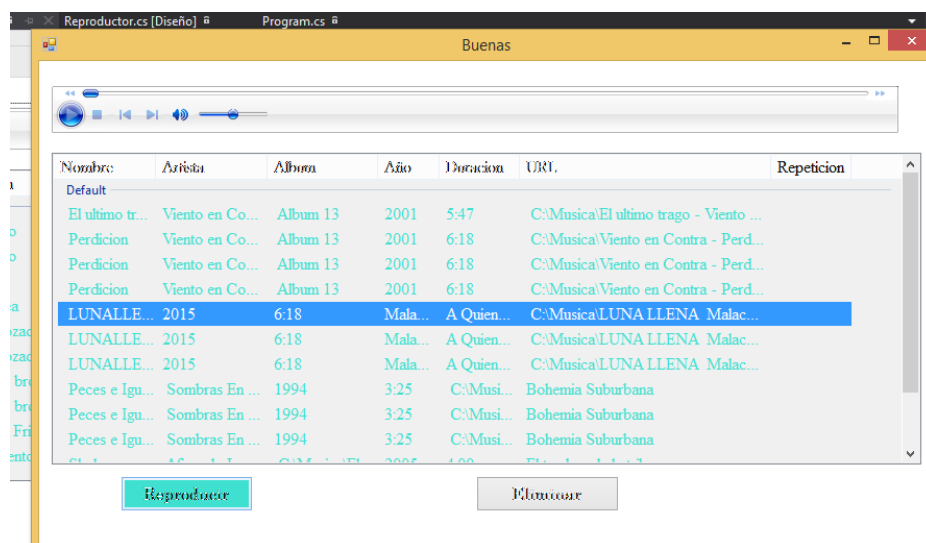 Reproductor.cs [Diseño] Program.cs
Buenas
Nombre Artista Album Año Duracion URL Repeticion
Default
El ultimo tr... Viento en Co... Album 13 2001 5:47 C:\Musica\El ultimo trago - Viento ...
Perdicion Viento en Co... Album 13 2001 6:18 C:\Musica\Viento en Contra - Perd...
Perdicion Viento en Co... Album 13 2001 6:18 C:\Musica\Viento en Contra - Perd...
Perdicion Viento en Co... Album 13 2001 6:18 C:\Musica\Viento en Contra - Perd...
LUNALLE... 2015 6:18 Mala... A Quien... C:\Musica\LUNA LLENA Malac...
LUNALLE... 2015 6:18 Mala... A Quien... C:\Musica\LUNA LLENA Malac...
LUNALLE... 2015 6:18 Mala... A Quien... C:\Musica\LUNA LLENA Malac...
Peces e Igu... Sombras En ... 1994 3:25 C:\Musi... Bohemia Suburbana
Peces e Igu... Sombras En ... 1994 3:25 C:\Musi... Bohemia Suburbana
Peces e Igu... Sombras En ... 1994 3:25 C:\Musi... Bohemia Suburbana
Reproducir Eliminar